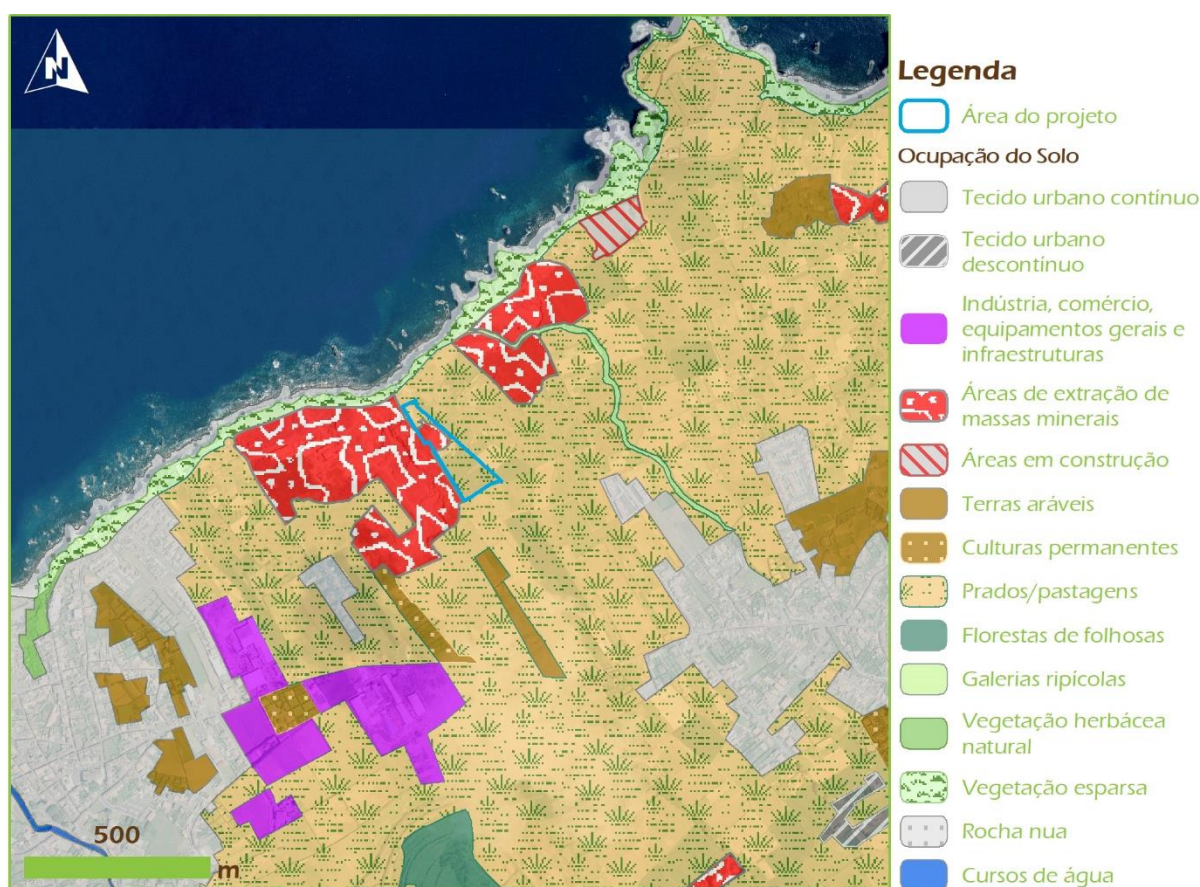 N
500
m
Legenda
Área do projeto
Ocupação do Solo
Tecido urbano contínuo
Tecido urbano
descontínuo
Indústria, comércio,
equipamentos gerais e
infraestruturas
Áreas de extração de
massas minerais
Áreas em construção
Terras aráveis
Culturas permanentes
Prados/pastagens
Florestas de folhosas
Galerias ripícolas
Vegetação herbácea
natural
Vegetação esparsa
Rocha nua
Cursos de água